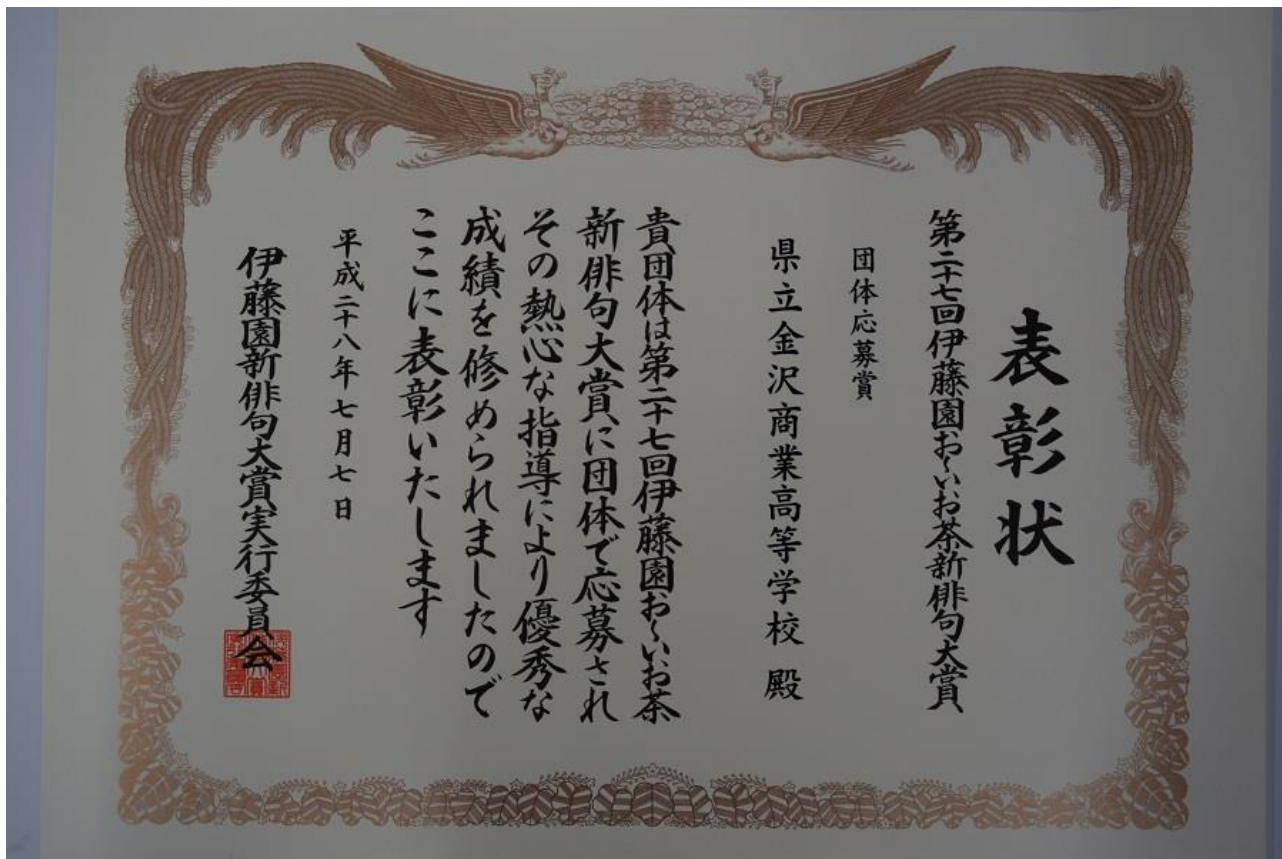 表彰状
第二十七回伊藤園お〜いお茶新俳句大賞
団体応募賞
県立金沢商業高等学校 殿
貴団体は第二十七回伊藤園お〜いお茶
新俳句大賞に団体で応募され
その熱心な指導により優秀な
成績を修められましたので
ここに表彰いたします
平成二十八年七月七日
伊藤園新俳句大賞実行委員会